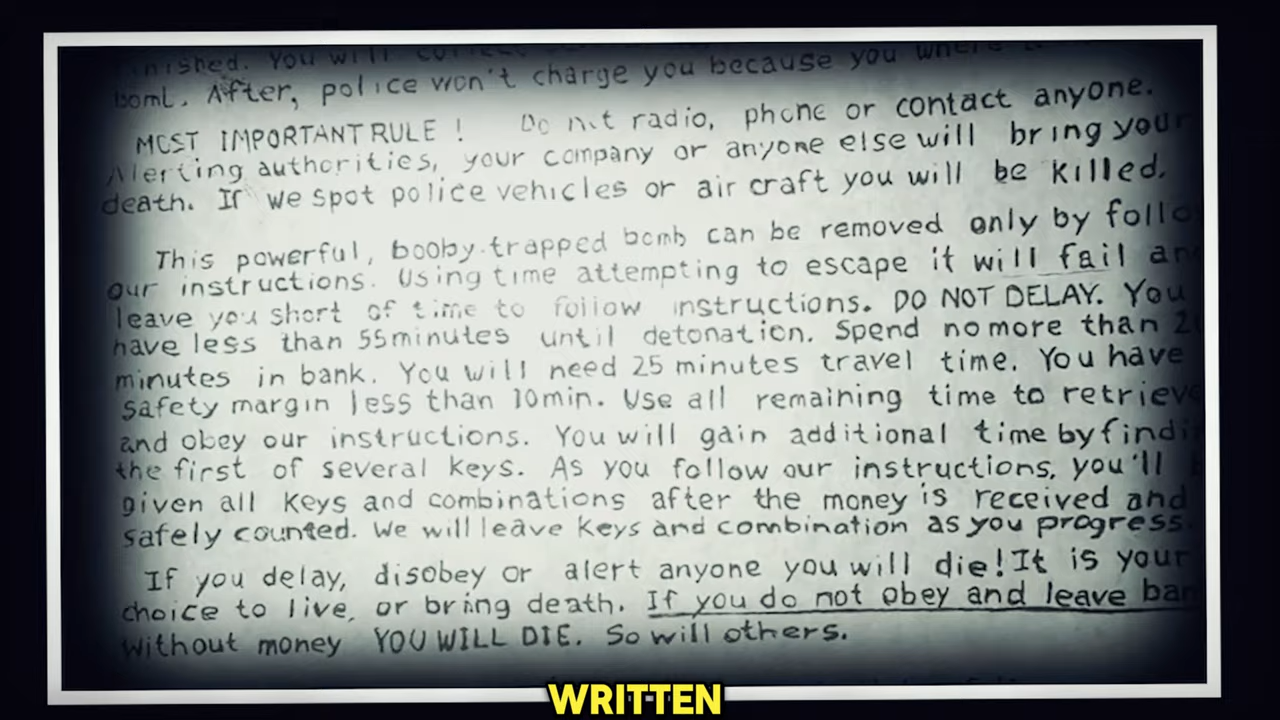 finished. You will
bomb. After, police won't charge you because you where
MOST IMPORTANT RULE ! Do not radio, phone or contact anyone.
Alerting authorities, your company or anyone else will bring your
death. If we spot police vehicles or air craft you will be killed.
This powerful, booby-trapped bomb can be removed only by follo
our instructions. Using time attempting to escape it will fail an
leave you short of time to follow instructions. DO NOT DELAY. You
have less than 55 minutes until detonation. Spend no more than
minutes in bank. You will need 25 minutes travel time. You have
safety margin less than 10min. Use all remaining time to retrieve
and obey our instructions. You will gain additional time by findi
the first of several keys. As you follow our instructions, you'll
given all keys and combinations after the money is received and
safely counted. We will leave keys and combination as you progress.
If you delay, disobey or alert anyone you will die! It is your
choice to live, or bring death. If you do not obey and leave ban
without money YOU WILL DIE. So will others.
WRITTEN